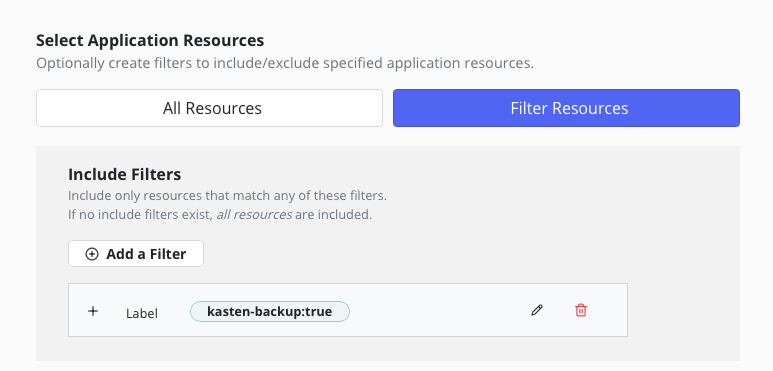 Select Application Resources
Optionally create filters to include/exclude specified application resources.
All Resources
Filter Resources
Include Filters
Include only resources that match any of these filters.
If no include filters exist, all resources are included.
Add a Filter
Label
kasten-backup:true